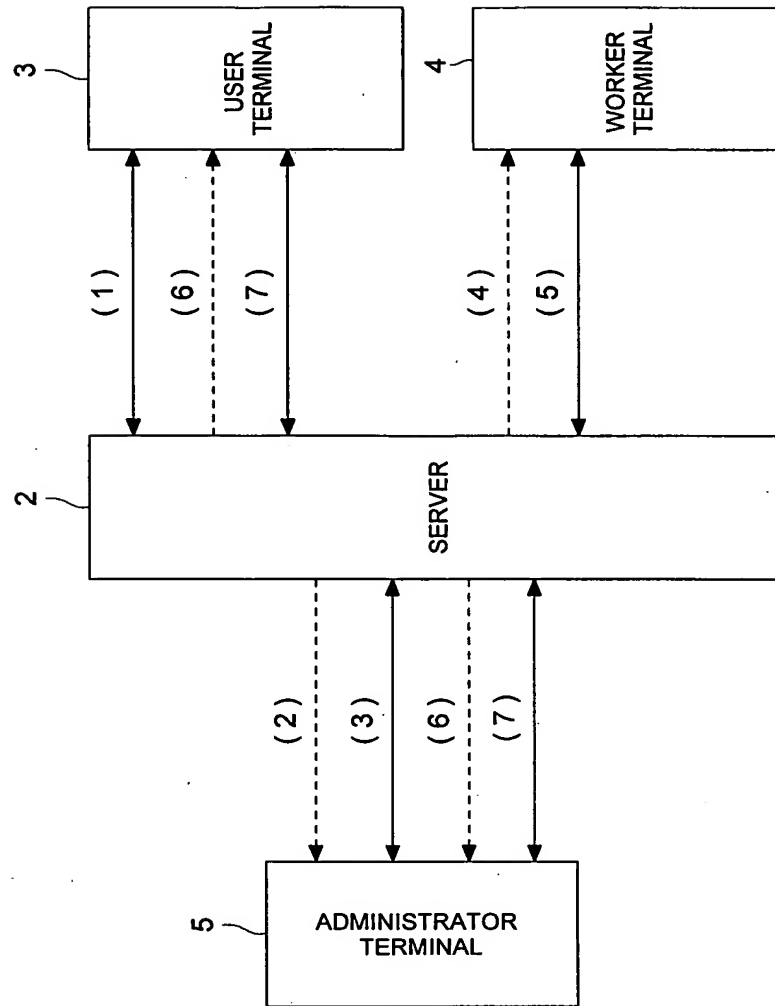 3
USER
TERMINAL
4
WORKER
TERMINAL
(1)
(6)
(7)
(4)
(5)
2
SERVER
(2)
(3)
(6)
(7)
5
ADMINISTRATOR
TERMINAL